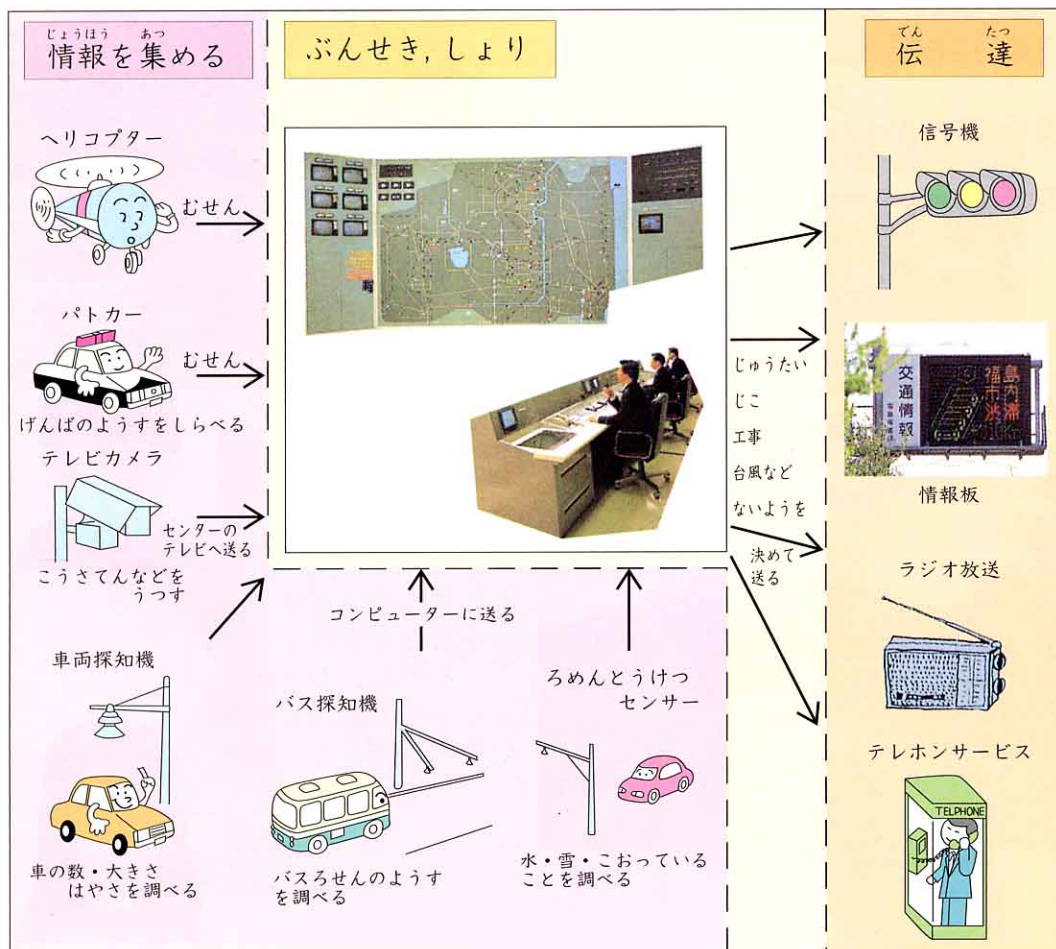 じょうほう あつ
情報を集める
ぶんせき,しょり
でん たつ
伝 達
ヘリコプター
むせん
パトカー
むせん
げんばのようすをしらべる
テレビカメラ
センターの
テレビへ送る
こうさてんなどを
うつす
車両探知機
車の数・大きさ
はやさを調べる
コンピューターに送る
バス探知機
バスろせんのようす
を調べる
ろめんとうけつ
センサー
水・雪・こおっている
ことを調べる
じゅうたい
じこ
工事
台風など
ないようを
決めて
送る
信号機
交通情報
福島
市内
渋滞
情報板
ラジオ放送
テレホンサービス
TELPHONE